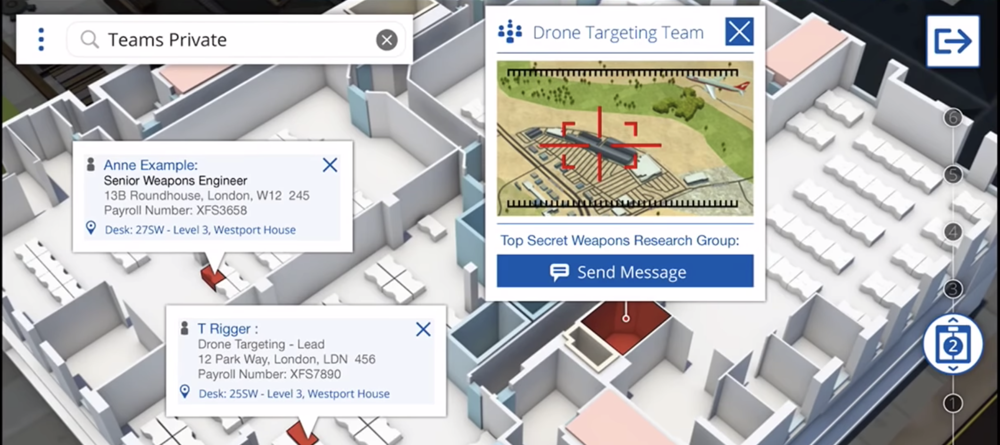 Teams Private
Drone Targeting Team
Anne Example:
Senior Weapons Engineer
13B Roundhouse, London, W12 245
Payroll Number: XFS3658
Desk: 27SW - Level 3, Westport House
Top Secret Weapons Research Group:
Send Message
T Rigger :
Drone Targeting - Lead
12 Park Way, London, LDN 456
Payroll Number: XFS7890
Desk: 25SW - Level 3, Westport House
6
5
4
3
2
1